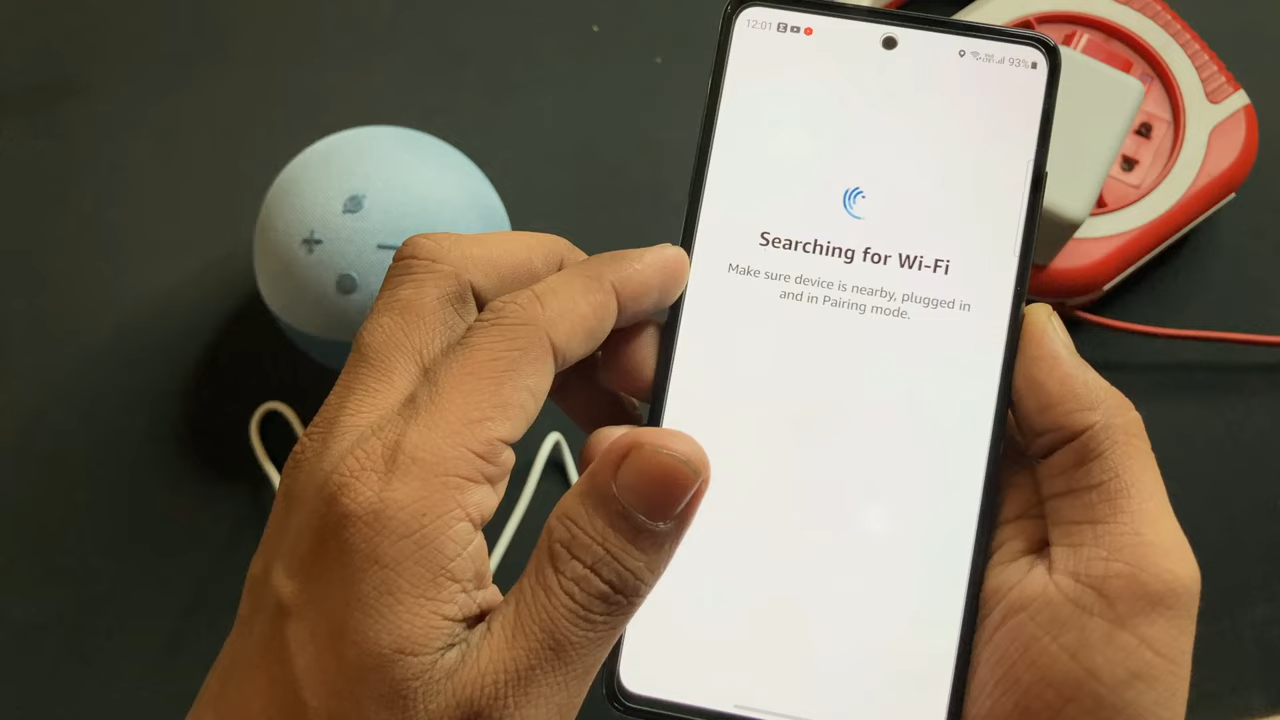 12:01
93%
Searching for Wi-Fi
Make sure device is nearby, plugged in
and in Pairing mode.